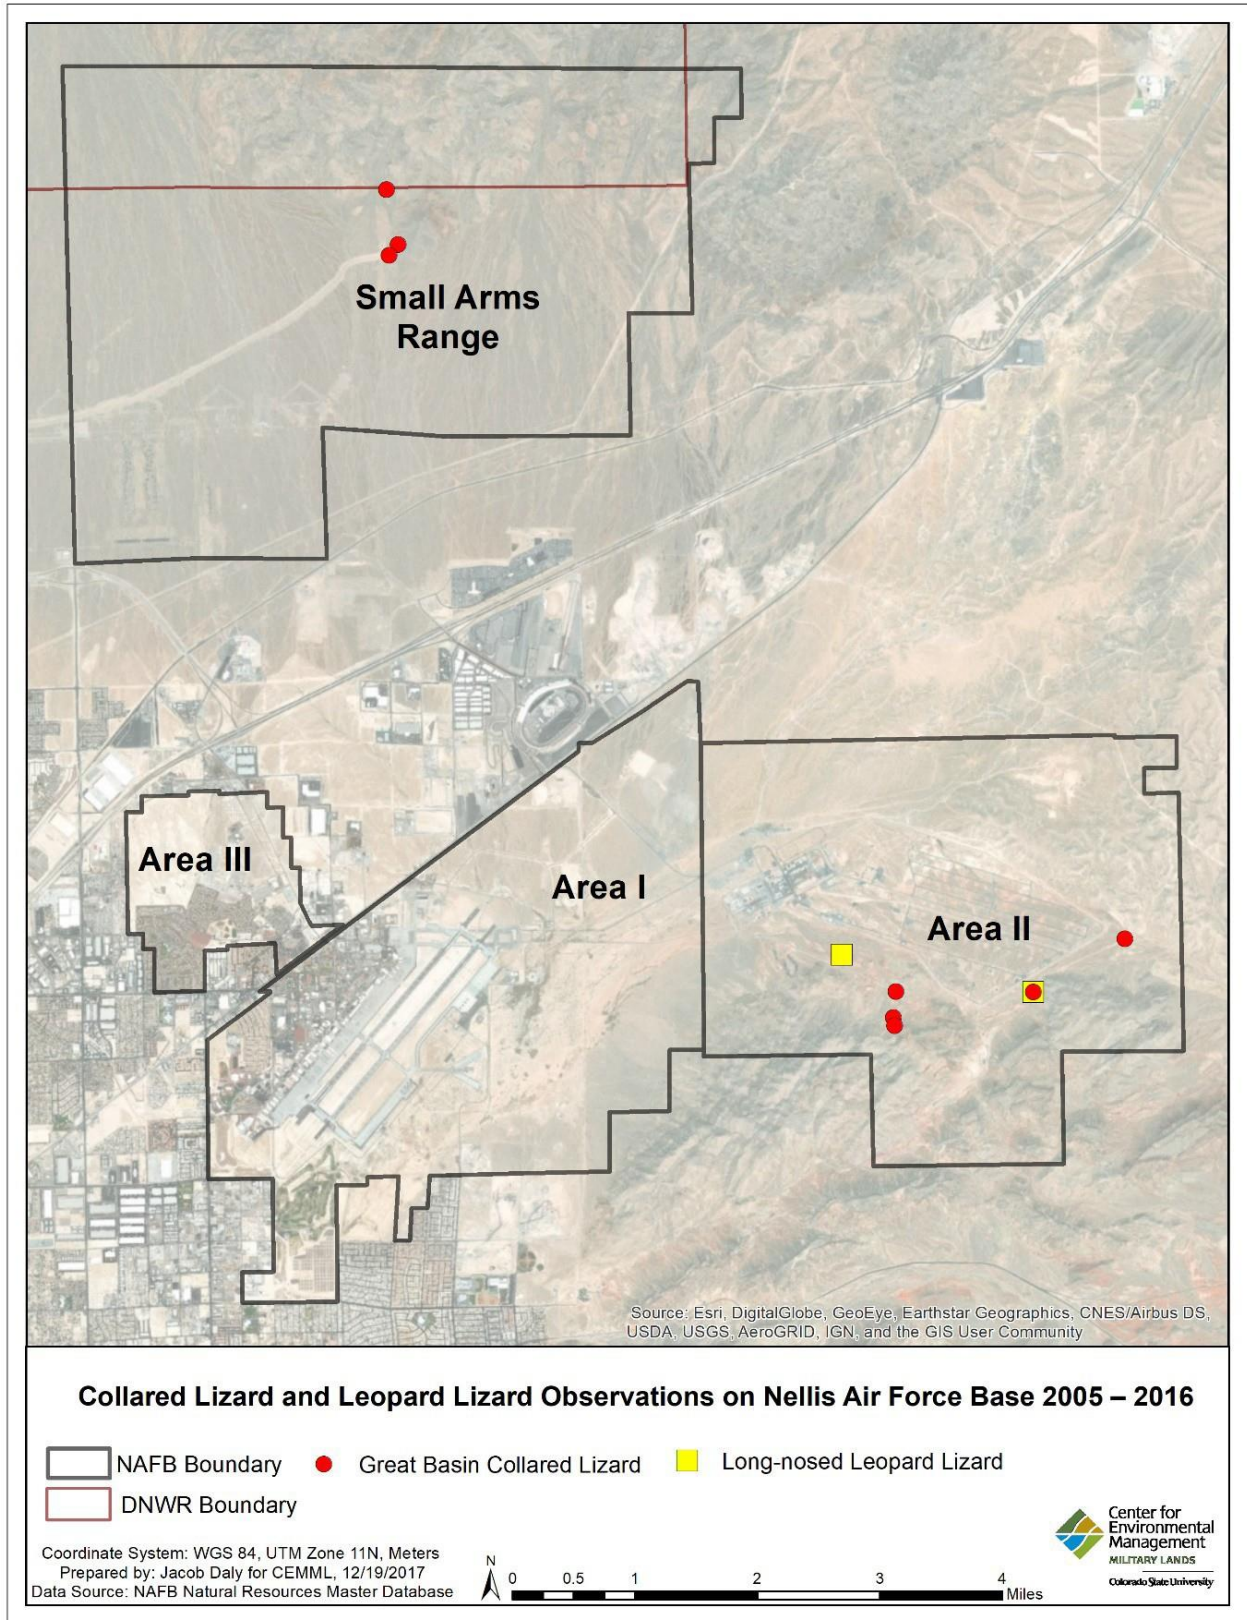 Small Arms
Range
Area III
Area I
Area II
Source: Esri, DigitalGlobe, GeoEye, Earthstar Geographics, CNES/Airbus DS,
USDA, USGS, AeroGRID, IGN, and the GIS User Community
Collared Lizard and Leopard Lizard Observations on Nellis Air Force Base 2005 – 2016
NAFB Boundary
Great Basin Collared Lizard
Long-nosed Leopard Lizard
DNWR Boundary
Coordinate System: WGS 84, UTM Zone 11N, Meters
Prepared by: Jacob Daly for CEMML, 12/19/2017
Data Source: NAFB Natural Resources Master Database
N
0 0.5 1 2 3 4
Miles
Center for
Environmental
Management
MILITARY LANDS
Colorado State University